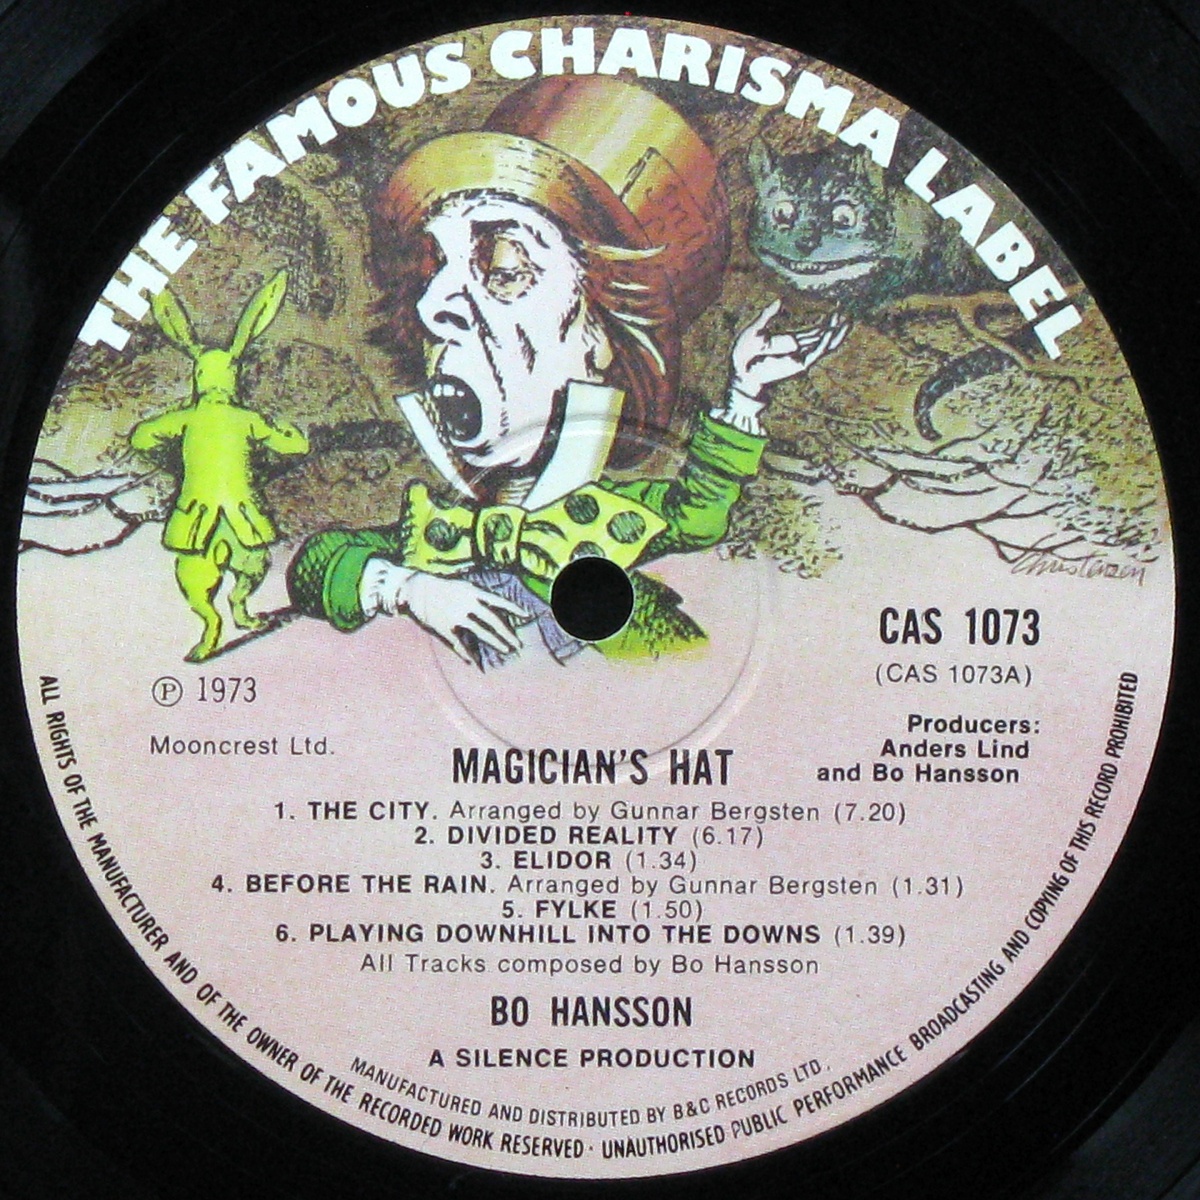 THE FAMOUS CHARISMA LABEL
Christensen
CAS 1073
(CAS 1073A)
℗ 1973
Mooncrest Ltd.
Producers:
Anders Lind
and Bo Hansson
MAGICIAN'S HAT
1. THE CITY. Arranged by Gunnar Bergsten (7.20)
2. DIVIDED REALITY (6.17)
3. ELIDOR (1.34)
4. BEFORE THE RAIN. Arranged by Gunnar Bergsten (1.31)
5. FYLKE (1.50)
6. PLAYING DOWNHILL INTO THE DOWNS (1.39)
All Tracks composed by Bo Hansson
BO HANSSON
A SILENCE PRODUCTION
MANUFACTURED AND DISTRIBUTED BY B&C RECORDS LTD.
ALL RIGHTS OF THE MANUFACTURER AND OF THE OWNER OF THE RECORDED WORK RESERVED · UNAUTHORISED PUBLIC PERFORMANCE BROADCASTING AND COPYING OF THIS RECORD PROHIBITED